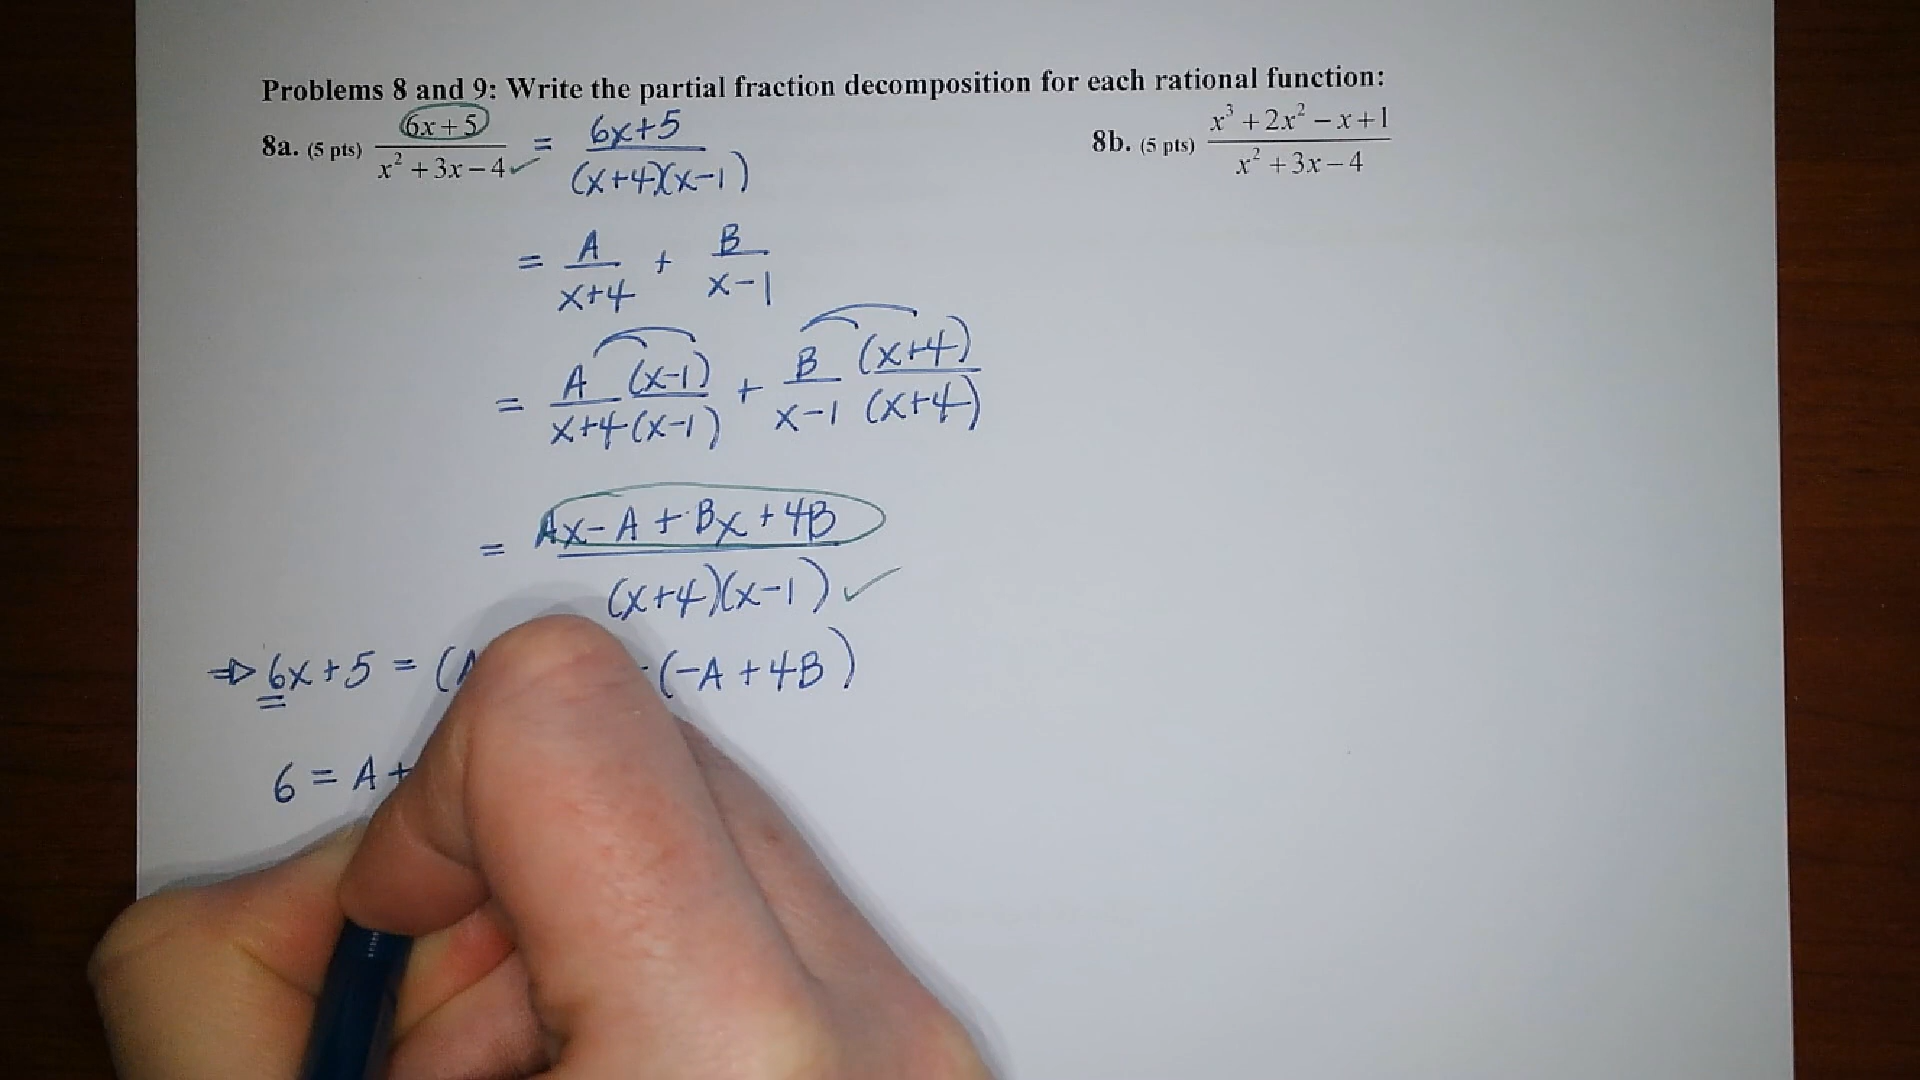 Problems 8 and 9: Write the partial fraction decomposition for each rational function:
8a. (5 pts) (6x+5)/(x² + 3x − 4) ✓ = (6x+5)/((x+4)(x−1))
8b. (5 pts) (x³ + 2x² − x + 1)/(x² + 3x − 4)
= A/(x+4) + B/(x−1)
= A(x−1)/(x+4(x−1)) + B(x+4)/(x−1(x+4))
= (Ax − A + Bx + 4B)/((x+4)(x−1)) ✓
⇒ 6x + 5 = (A (−A + 4B)
6 = A +